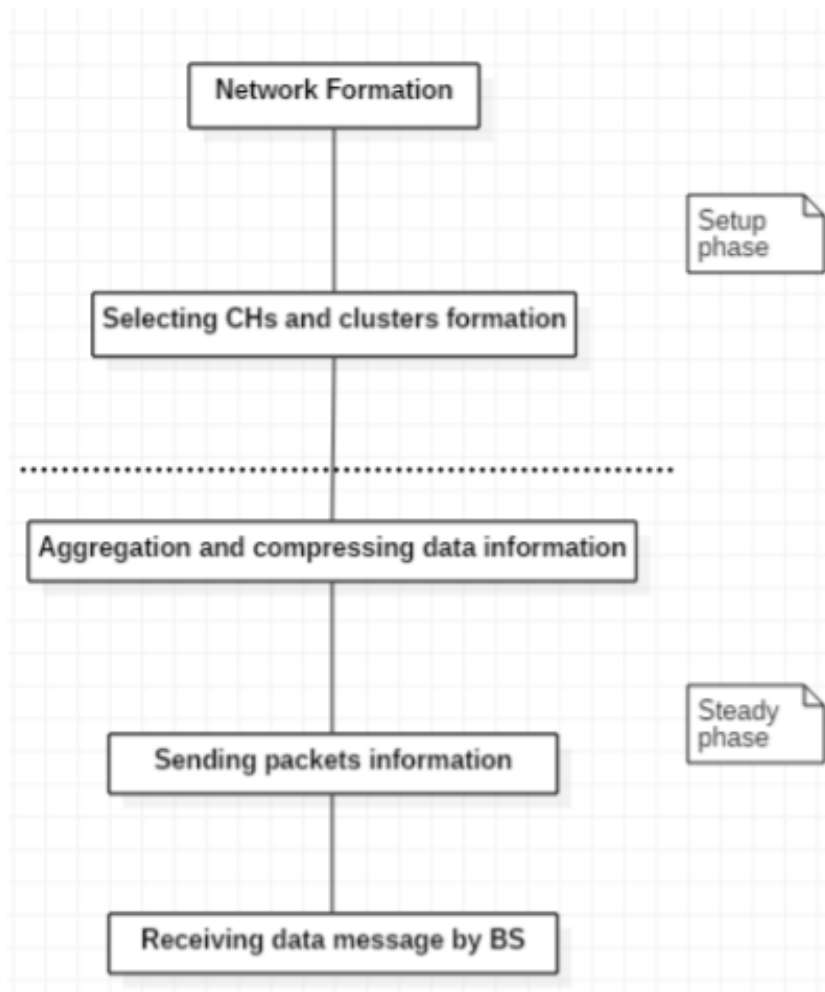 Network Formation
Setup
phase
Selecting CHs and clusters formation
Aggregation and compressing data information
Steady
phase
Sending packets information
Receiving data message by BS